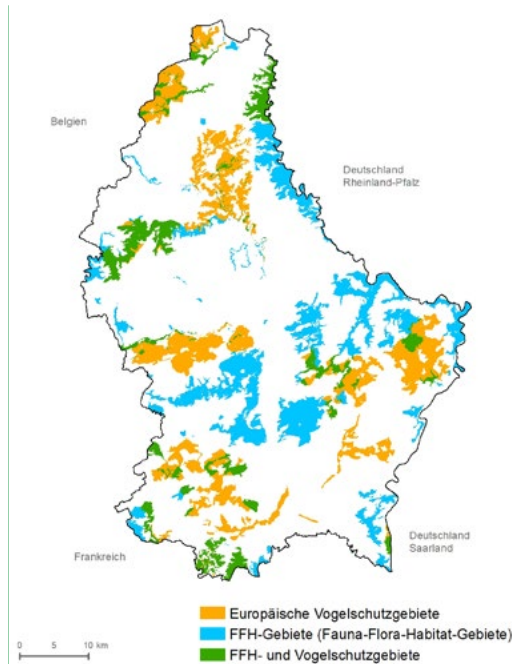 Belgien
Deutschland
Rheinland-Pfalz
Frankreich
Deutschland
Saarland
Europäische Vogelschutzgebiete
FFH-Gebiete (Fauna-Flora-Habitat-Gebiete)
FFH- und Vogelschutzgebiete
0 5 10 km